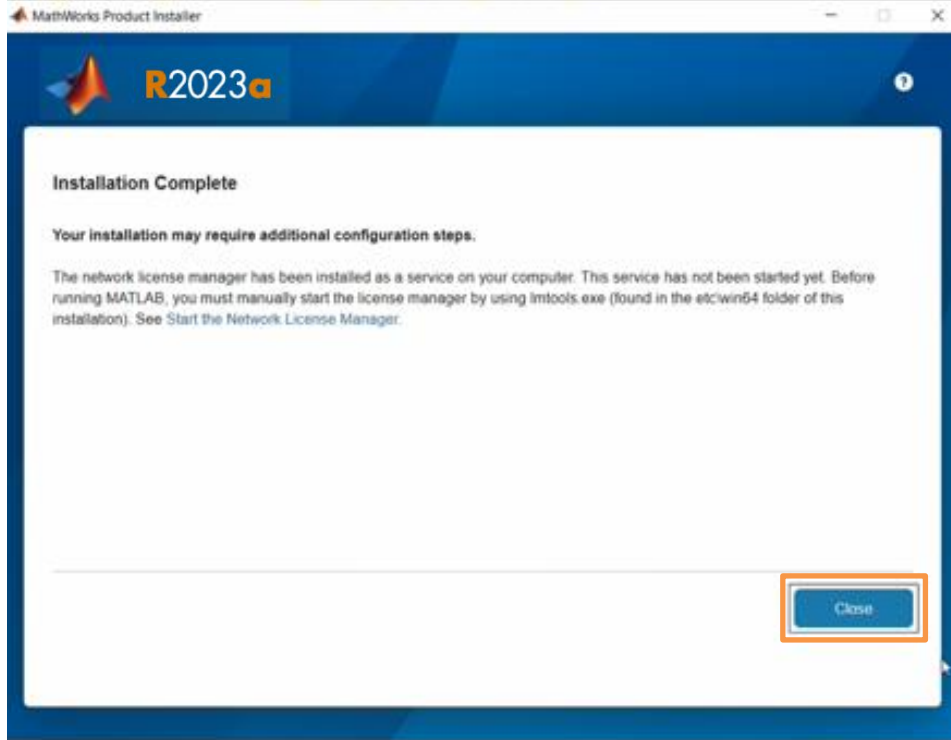 MathWorks Product Installer
R2023a
?
Installation Complete
Your installation may require additional configuration steps.
The network license manager has been installed as a service on your computer. This service has not been started yet. Before
running MATLAB, you must manually start the license manager by using lmtools.exe (found in the etc\win64 folder of this
installation). See Start the Network License Manager.
Close